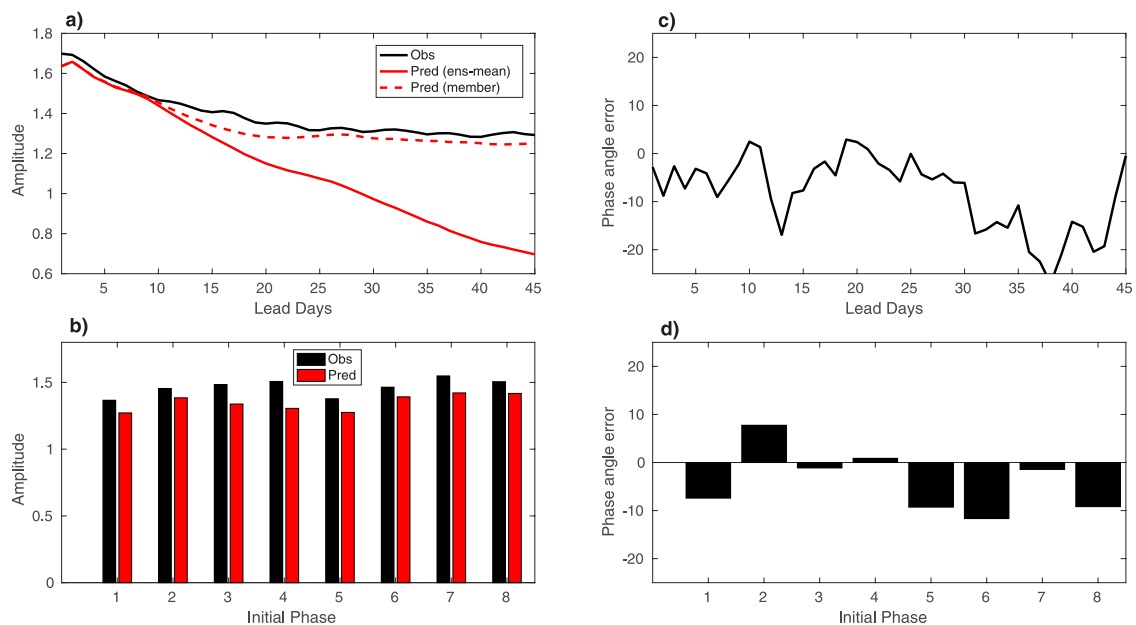 a)
1.8
1.6
1.4
1.2
1
0.8
0.6
Amplitude
Obs
Pred (ens-mean)
Pred (member)
5 10 15 20 25 30 35 40 45
Lead Days
c)
20
10
0
-10
-20
Phase angle error
5 10 15 20 25 30 35 40 45
Lead Days
b)
1.5
1
0.5
0
Amplitude
Obs
Pred
1 2 3 4 5 6 7 8
Initial Phase
d)
20
10
0
-10
-20
Phase angle error
1 2 3 4 5 6 7 8
Initial Phase